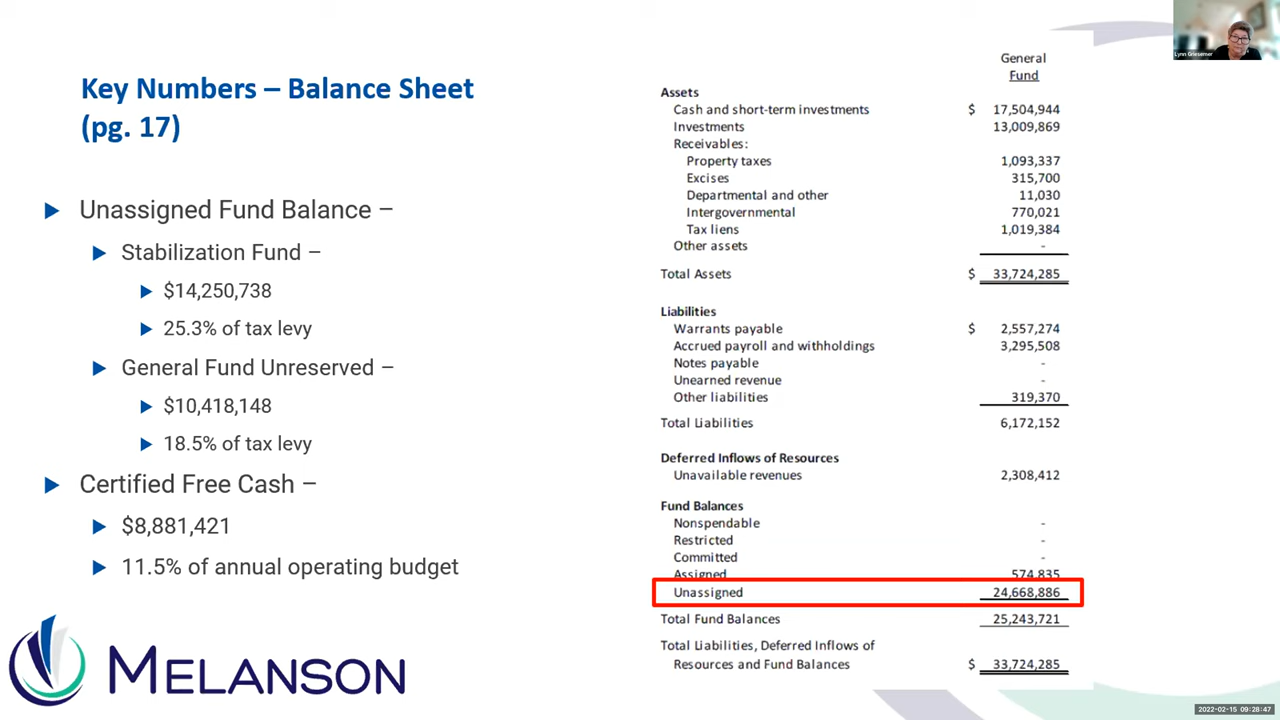 Key Numbers – Balance Sheet
(pg. 17)
Unassigned Fund Balance –
Stabilization Fund –
$14,250,738
25.3% of tax levy
General Fund Unreserved –
$10,418,148
18.5% of tax levy
Certified Free Cash –
$8,881,421
11.5% of annual operating budget
MELANSON
General
Fund
Assets
Cash and short-term investments $ 17,504,944
Investments 13,009,869
Receivables:
Property taxes 1,093,337
Excises 315,700
Departmental and other 11,030
Intergovernmental 770,021
Tax liens 1,019,384
Other assets -
Total Assets $ 33,724,285
Liabilities
Warrants payable $ 2,557,274
Accrued payroll and withholdings 3,295,508
Notes payable -
Unearned revenue -
Other liabilities 319,370
Total Liabilities 6,172,152
Deferred Inflows of Resources
Unavailable revenues 2,308,412
Fund Balances
Nonspendable -
Restricted -
Committed -
Assigned 574,835
Unassigned 24,668,886
Total Fund Balances 25,243,721
Total Liabilities, Deferred Inflows of
Resources and Fund Balances $ 33,724,285
Lynn Griesemer
2022-02-15 09:28:47